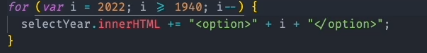 for (var i = 2022; i >= 1940; i--) {
selectYear.innerHTML += "<option>" + i + "</option>";
}